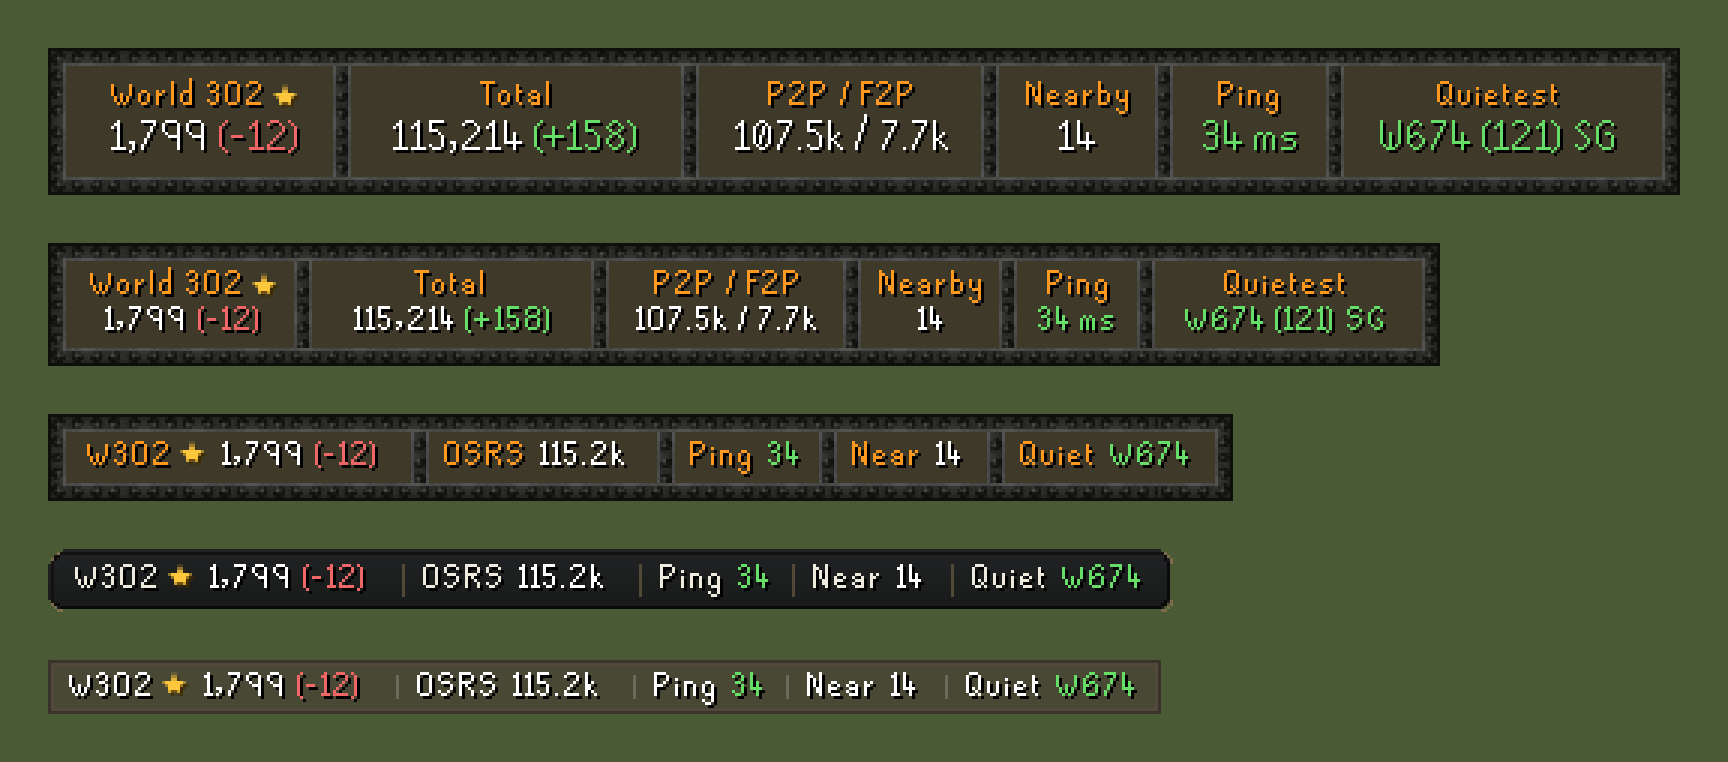 World 302 ★ Total P2P / F2P Nearby Ping Quietest
1,799 (-12) 115,214 (+158) 107.5k / 7.7k 14 34 ms W674 (121) SG
World 302 ★ Total P2P / F2P Nearby Ping Quietest
1,799 (-12) 115,214 (+158) 107.5k / 7.7k 14 34 ms W674 (121) SG
W302 ★ 1,799 (-12) OSRS 115.2k Ping 34 Near 14 Quiet W674
W302 ★ 1,799 (-12) | OSRS 115.2k | Ping 34 | Near 14 | Quiet W674
W302 ★ 1,799 (-12) | OSRS 115.2k | Ping 34 | Near 14 | Quiet W674